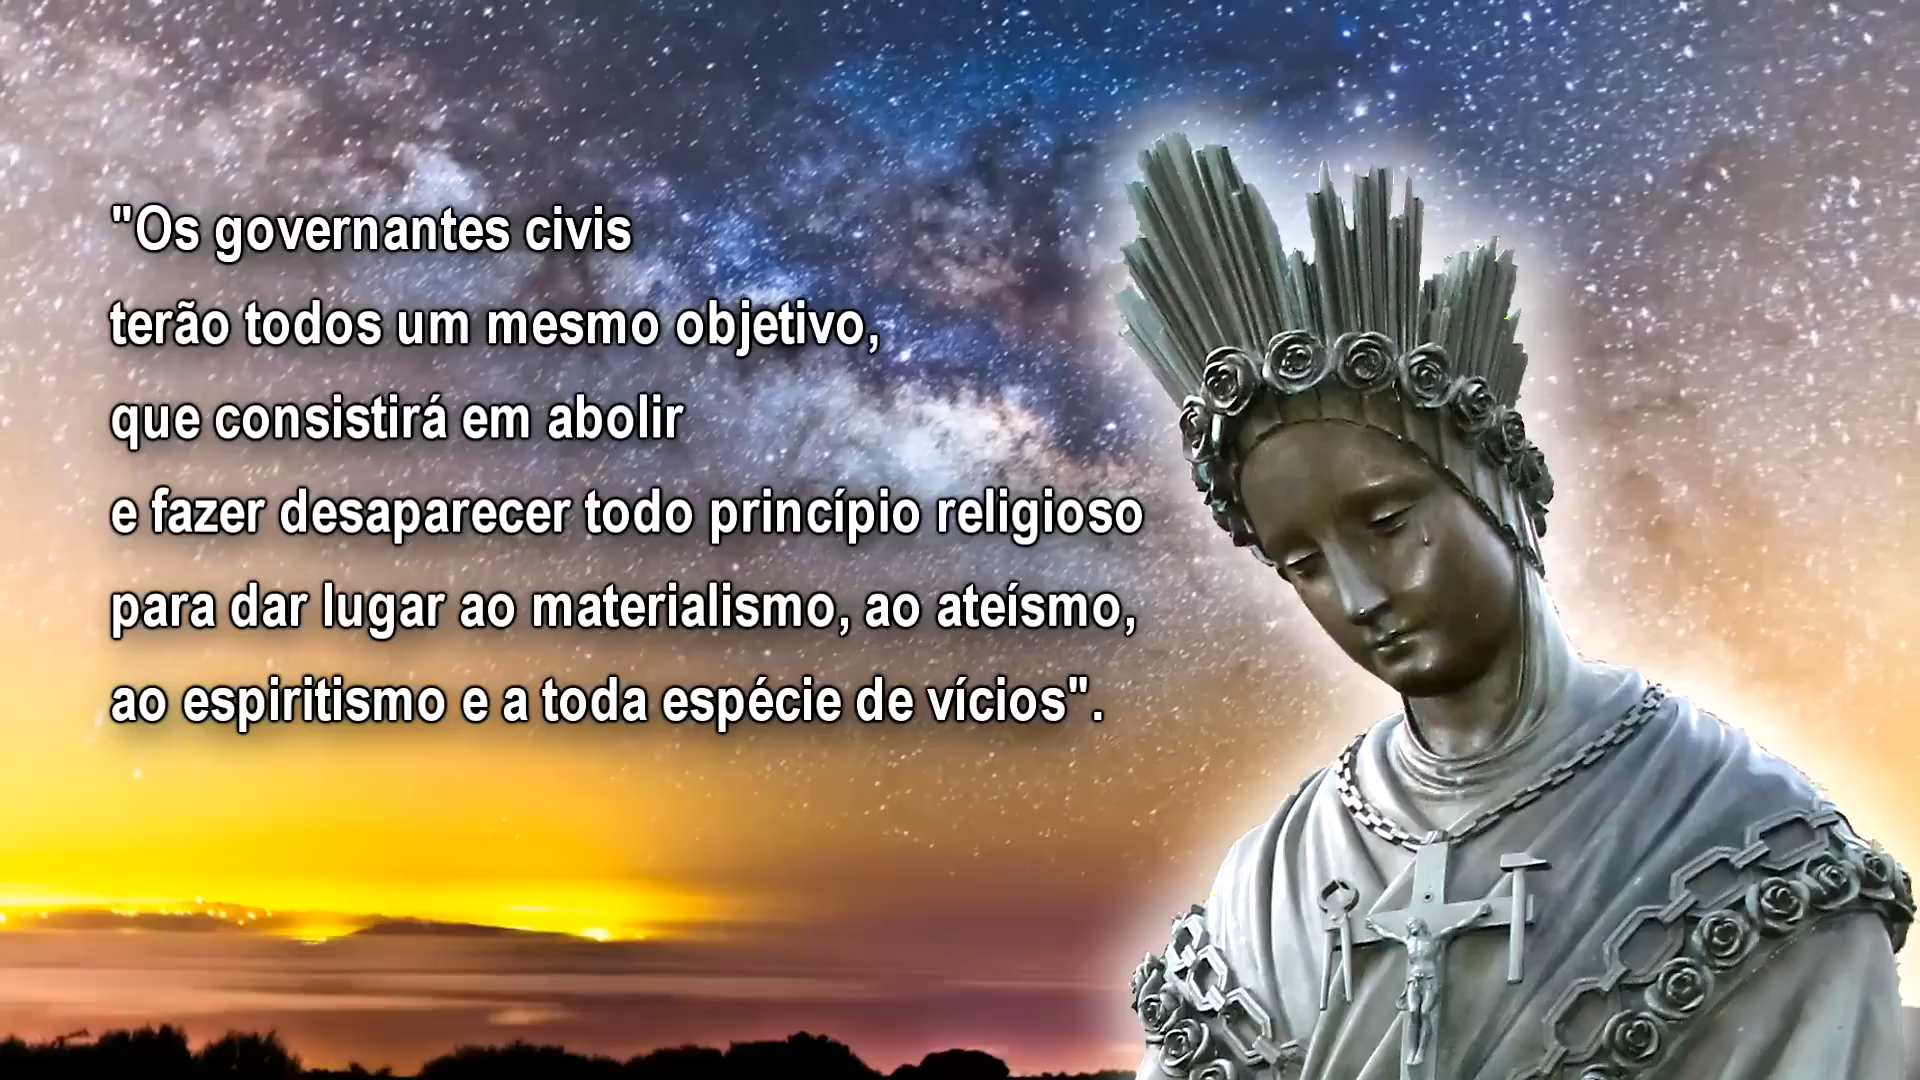 "Os governantes civis
terão todos um mesmo objetivo,
que consistirá em abolir
e fazer desaparecer todo princípio religioso
para dar lugar ao materialismo, ao ateísmo,
ao espiritismo e a toda espécie de vícios".